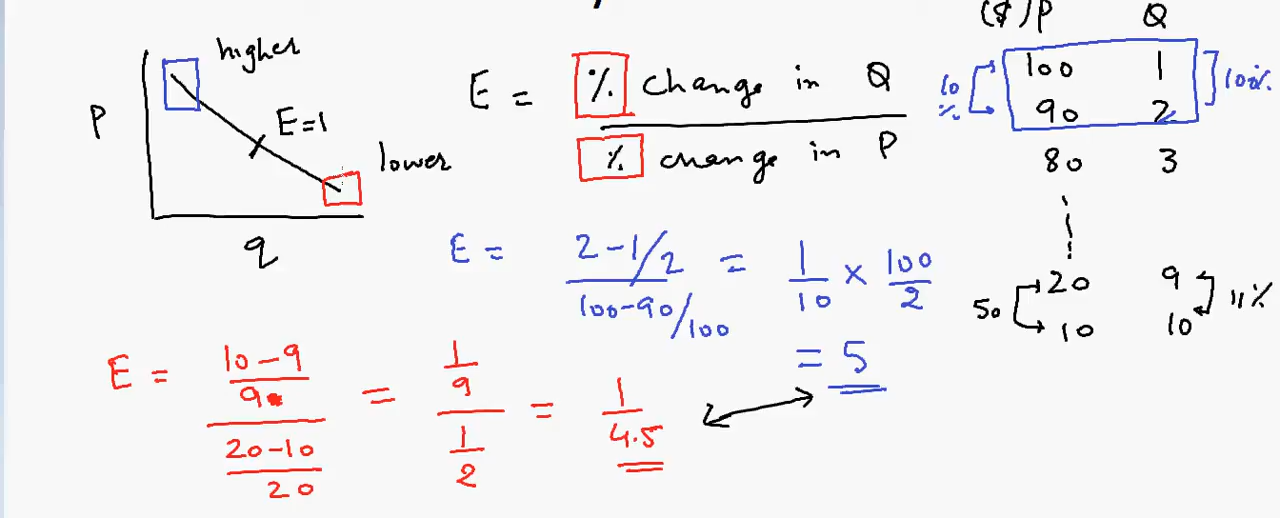 ($) P Q
higher
P
E=1
lower
q
E = % change in Q
% change in P
10 %
100 1
90 2
100%
80 3
20 9
10 10
50
11%
E = 2-1/2 = 1/10 × 100/2
100-90/100
= 5
E = 10-9 / 9 = 1/9 = 1/4.5
20-10 / 20 1/2